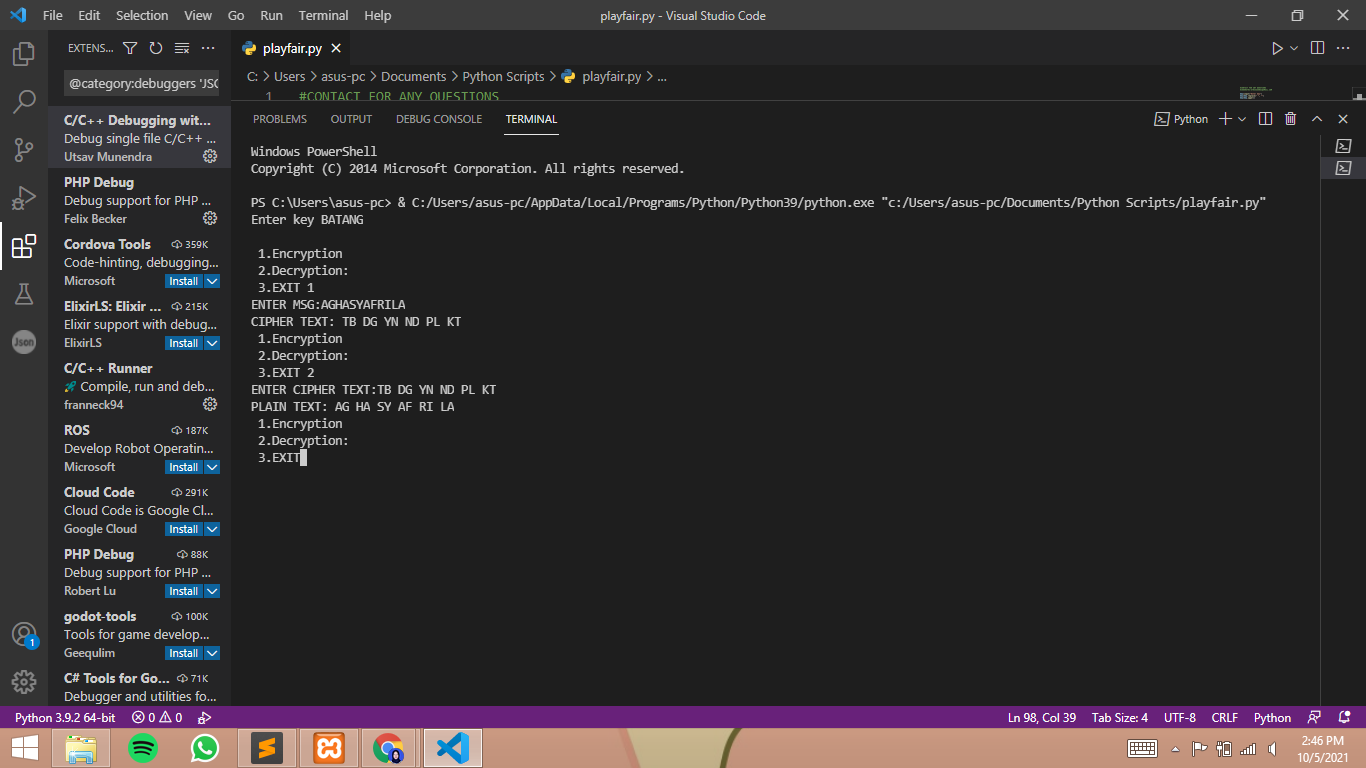 File Edit Selection View Go Run Terminal Help playfair.py - Visual Studio Code
EXTENS...
@category:debuggers 'JSO
C/C++ Debugging wit...
Debug single file C/C++ ...
Utsav Munendra
PHP Debug
Debug support for PHP ...
Felix Becker
Cordova Tools 359K
Code-hinting, debugging...
Microsoft Install
ElixirLS: Elixir ... 215K
Elixir support with debug...
ElixirLS Install
C/C++ Runner
🚀 Compile, run and deb...
franneck94
ROS 187K
Develop Robot Operatin...
Microsoft Install
Cloud Code 291K
Cloud Code is Google Cl...
Google Cloud Install
PHP Debug 88K
Debug support for PHP ...
Robert Lu Install
godot-tools 100K
Tools for game develop...
Geequlim Install
C# Tools for Go... 71K
Debugger and utilities fo...
Json
1
playfair.py
C: > Users > asus-pc > Documents > Python Scripts > playfair.py > ...
1 #CONTACT FOR ANY QUESTIONS
PROBLEMS OUTPUT DEBUG CONSOLE TERMINAL Python
Windows PowerShell
Copyright (C) 2014 Microsoft Corporation. All rights reserved.
PS C:\Users\asus-pc> & C:/Users/asus-pc/AppData/Local/Programs/Python/Python39/python.exe "c:/Users/asus-pc/Documents/Python Scripts/playfair.py"
Enter key BATANG
1.Encryption
2.Decryption:
3.EXIT 1
ENTER MSG:AGHASYAFRILA
CIPHER TEXT: TB DG YN ND PL KT
1.Encryption
2.Decryption:
3.EXIT 2
ENTER CIPHER TEXT:TB DG YN ND PL KT
PLAIN TEXT: AG HA SY AF RI LA
1.Encryption
2.Decryption:
3.EXIT
Python 3.9.2 64-bit 0 0 Ln 98, Col 39 Tab Size: 4 UTF-8 CRLF Python
2:46 PM
10/5/2021